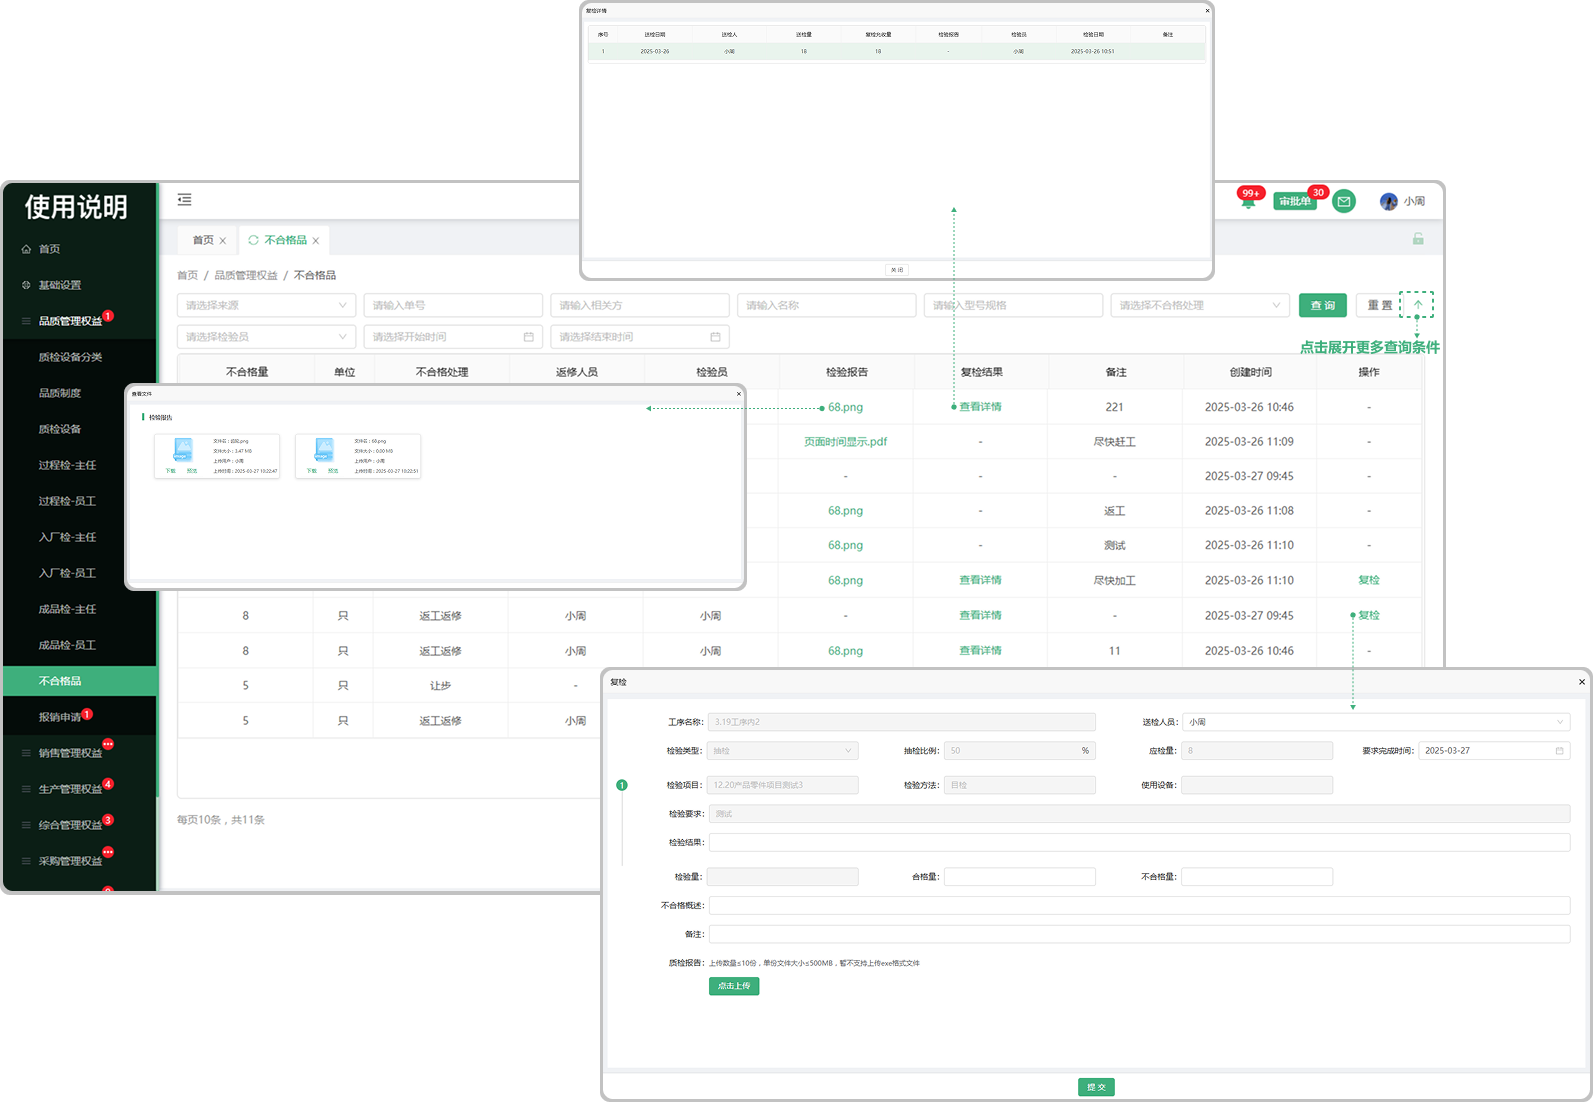 复检详情
序号 送检日期 送检人 送检量 复检允收量 检验报告 检验员 检验日期 备注
1 2025-03-26 小周 18 18 - 小周 2025-03-26 10:51
关 闭
使用说明
首页
基础设置
品质管理权益 1
质检设备分类
品质制度
质检设备
过程检-主任
过程检-员工
入厂检-主任
入厂检-员工
成品检-主任
成品检-员工
不合格品
报销申请 1
销售管理权益
生产管理权益 4
综合管理权益 3
采购管理权益
99+
审批单 30
小周
首页 不合格品
首页 / 品质管理权益 / 不合格品
请选择来源 请输入单号 请输入相关方 请输入名称 请输入型号规格 请选择不合格处理 查 询 重 置
请选择检验员 请选择开始时间 请选择结束时间
点击展开更多查询条件
不合格量 单位 不合格处理 返修人员 检验员 检验报告 复检结果 备注 创建时间 操作
68.png 查看详情 221 2025-03-26 10:46 -
页面时间显示.pdf - 尽快赶工 2025-03-26 11:09 -
- - - 2025-03-27 09:45 -
68.png - 返工 2025-03-26 11:08 -
68.png - 测试 2025-03-26 11:10 -
68.png 查看详情 尽快加工 2025-03-26 11:10 复检
8 只 返工返修 小周 小周 - 查看详情 - 2025-03-27 09:45 复检
8 只 返工返修 小周 小周 68.png 查看详情 11 2025-03-26 10:46 -
5 只 让步 -
5 只 返工返修 小周
每页10条，共11条
查看文件
检验报告
文件大小：3.47 MB
上传用户：小周
上传日期：2025-03-27 10:22:47
下载 预览
文件名：68.png
文件大小：0.00 MB
上传用户：小周
上传日期：2025-03-27 10:22:51
下载 预览
复检
工序名称: 3.19工序内2 送检人员: 小周
检验类型: 抽检 抽检比例: 50 % 应检量: 8 要求完成时间: 2025-03-27
1
检验项目: 12.20产品零件项目测试3 检验方法: 目检 使用设备:
检验要求: 测试
检验结果:
检验量: 合格量: 不合格量:
不合格概述:
备注:
质检报告: 上传数量≤10份，单份文件大小≤500MB，暂不支持上传exe格式文件
点击上传
提 交